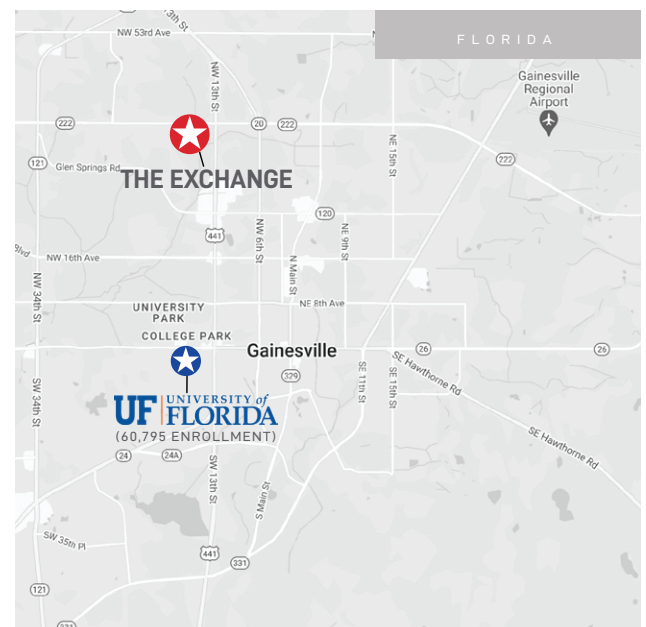 13th St
NW 53rd Ave
FLORIDA
Gainesville
Regional
Airport
NW 13th St
222
20
222
NE 15th St
222
121
Glen Springs Rd
THE EXCHANGE
120
441
NW 6th St
NE 9th St
N Main St
Blvd
NW 16th Ave
NW 34th St
UNIVERSITY
PARK
NE 8th Ave
COLLEGE PARK
Gainesville
26
26
329
SE 11th St
SE 15th St
SE Hawthorne Rd
SW 34th St
UF UNIVERSITY of
FLORIDA
(60,795 ENROLLMENT)
24
24A
SW 13th St
SE Hawthorne Rd
S Main St
SW 35th Pl
441
331
121